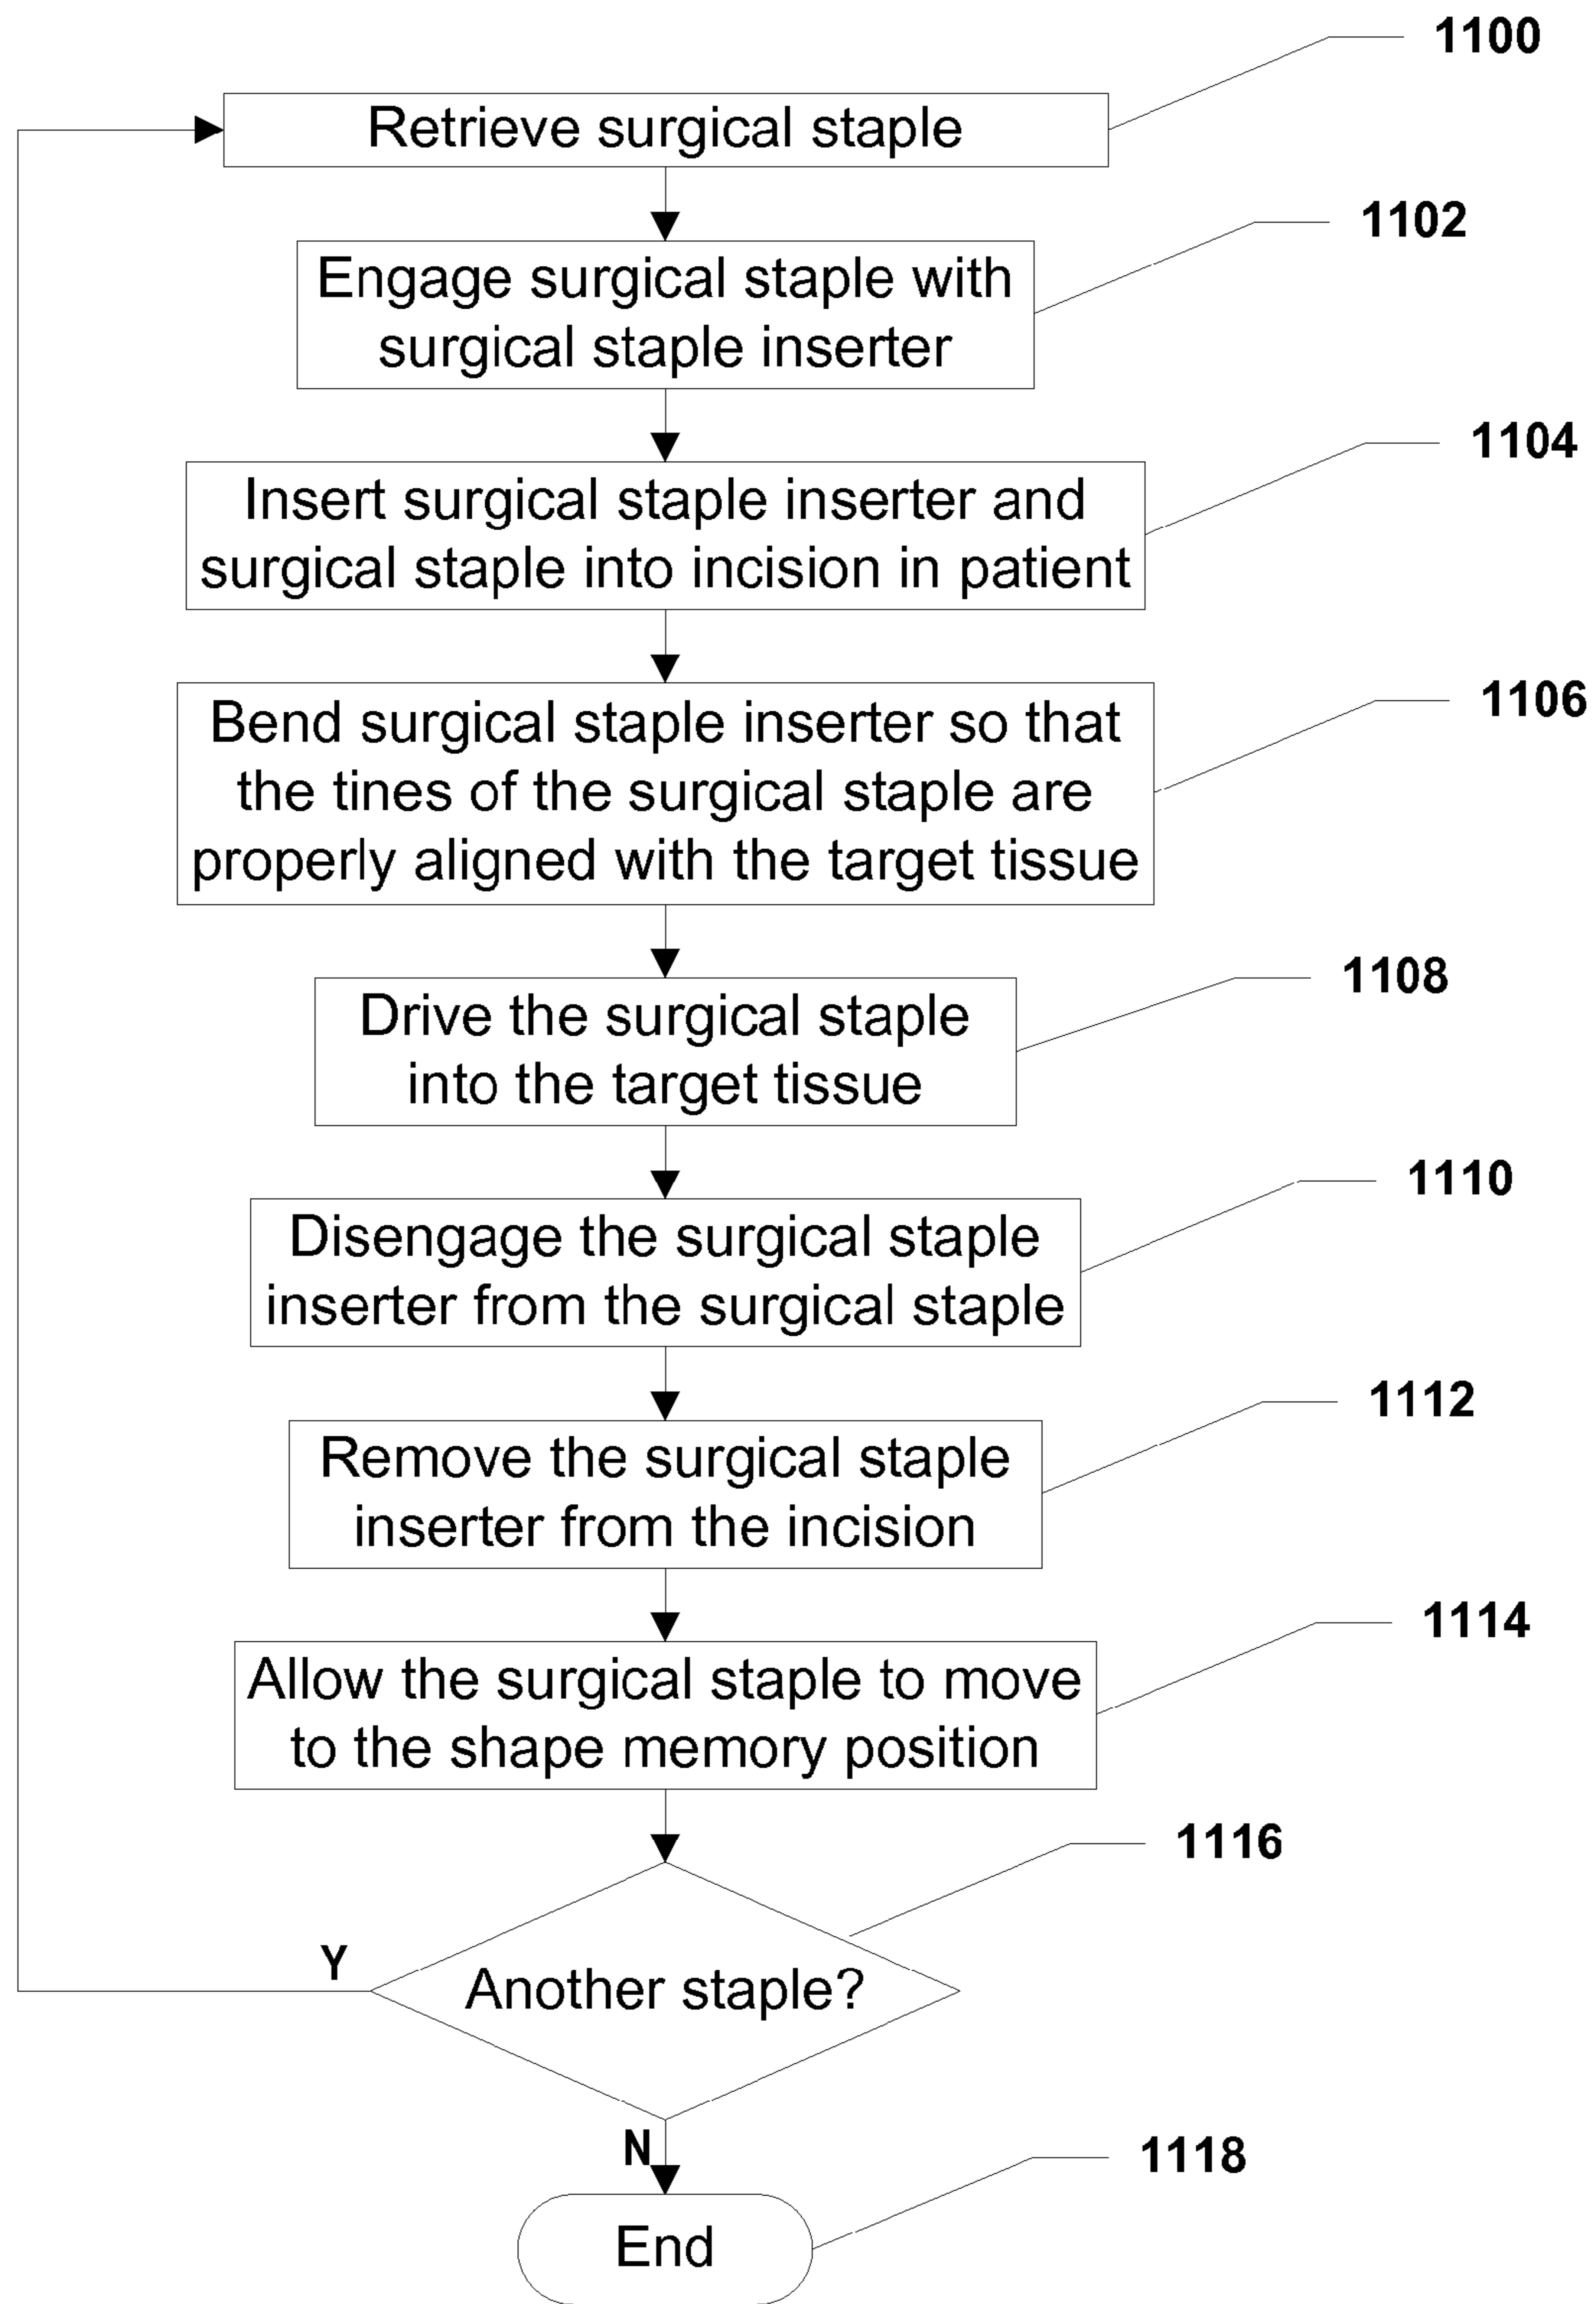 1100
Retrieve surgical staple
1102
Engage surgical staple with
surgical staple inserter
1104
Insert surgical staple inserter and
surgical staple into incision in patient
1106
Bend surgical staple inserter so that
the tines of the surgical staple are
properly aligned with the target tissue
1108
Drive the surgical staple
into the target tissue
1110
Disengage the surgical staple
inserter from the surgical staple
1112
Remove the surgical staple
inserter from the incision
1114
Allow the surgical staple to move
to the shape memory position
1116
Y
Another staple?
N
1118
End